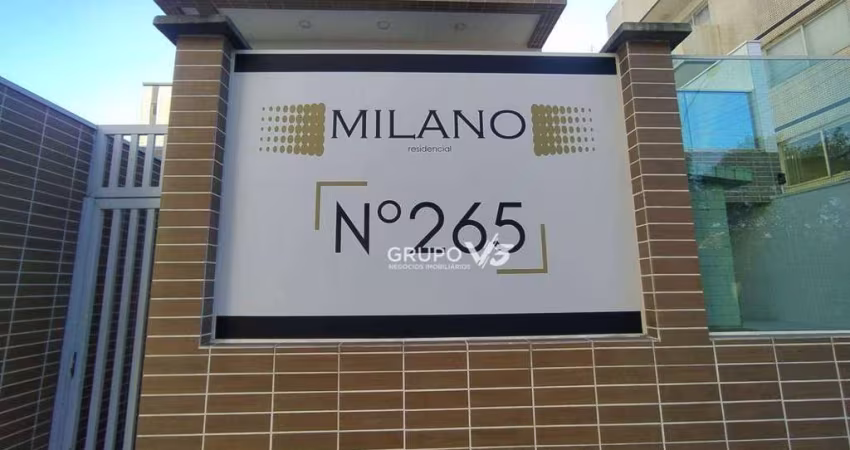 MILANO
residencial
Nº265
GRUPO V3
NEGÓCIOS IMOBILIÁRIOS